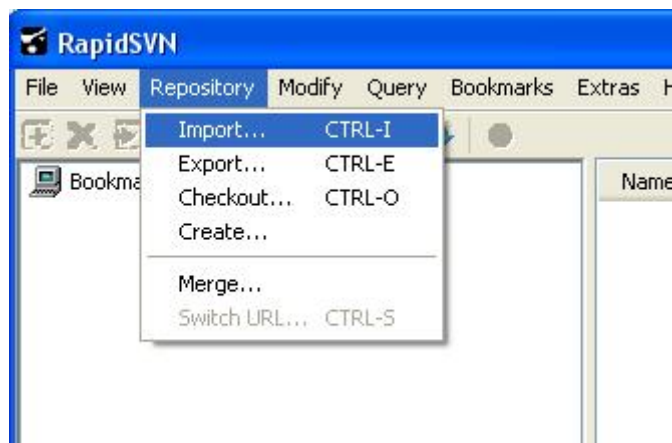 RapidSVN
File View Repository Modify Query Bookmarks Extras
Import... CTRL-I
Export... CTRL-E
Checkout... CTRL-O
Create...
Merge...
Switch URL... CTRL-S
Bookma
Name